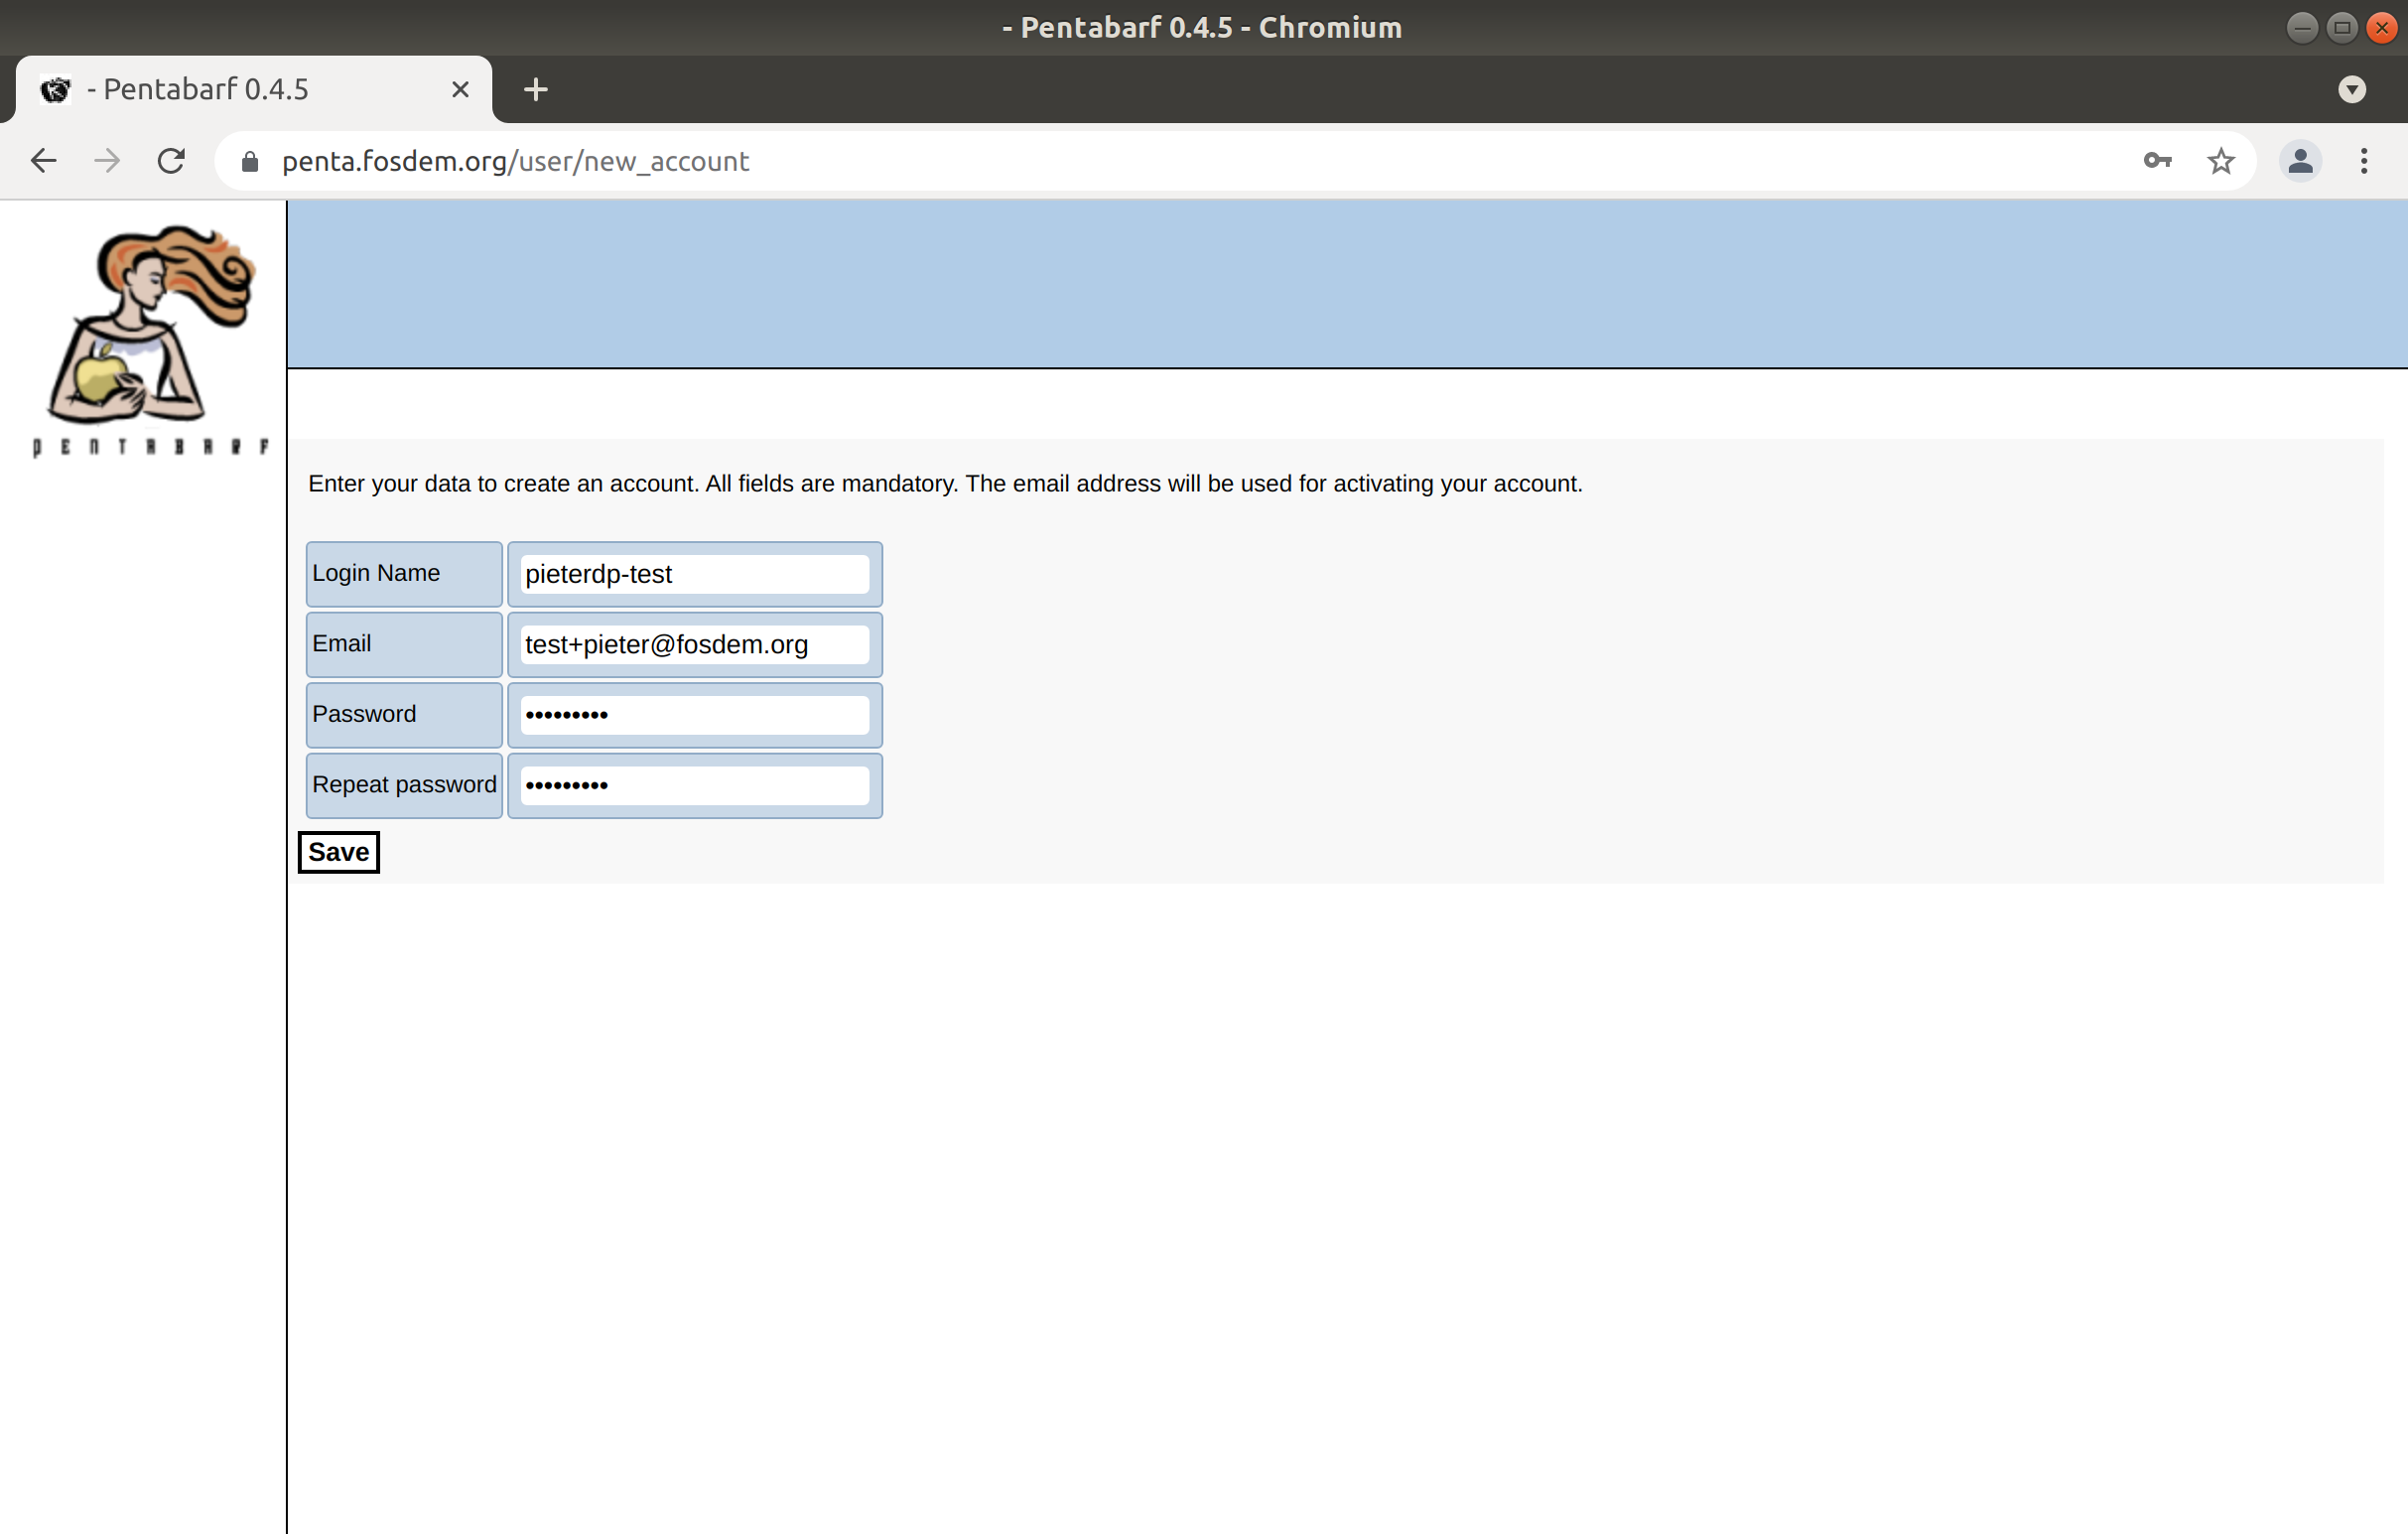 - Pentabarf 0.4.5 - Chromium
- Pentabarf 0.4.5
penta.fosdem.org/user/new_account
PENTABARF
Enter your data to create an account. All fields are mandatory. The email address will be used for activating your account.
Login Name pieterdp-test
Email test+pieter@fosdem.org
Password •••••••••
Repeat password •••••••••
Save